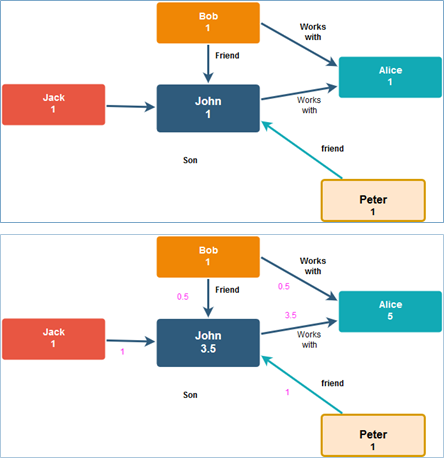 Bob
1
Works
with
Friend
Alice
1
Jack
1
John
1
Works
with
friend
Son
Peter
1
Bob
1
Works
with
0.5
Friend
0.5
Alice
5
3.5
Jack
1
John
3.5
Works
with
1
friend
Son
1
Peter
1